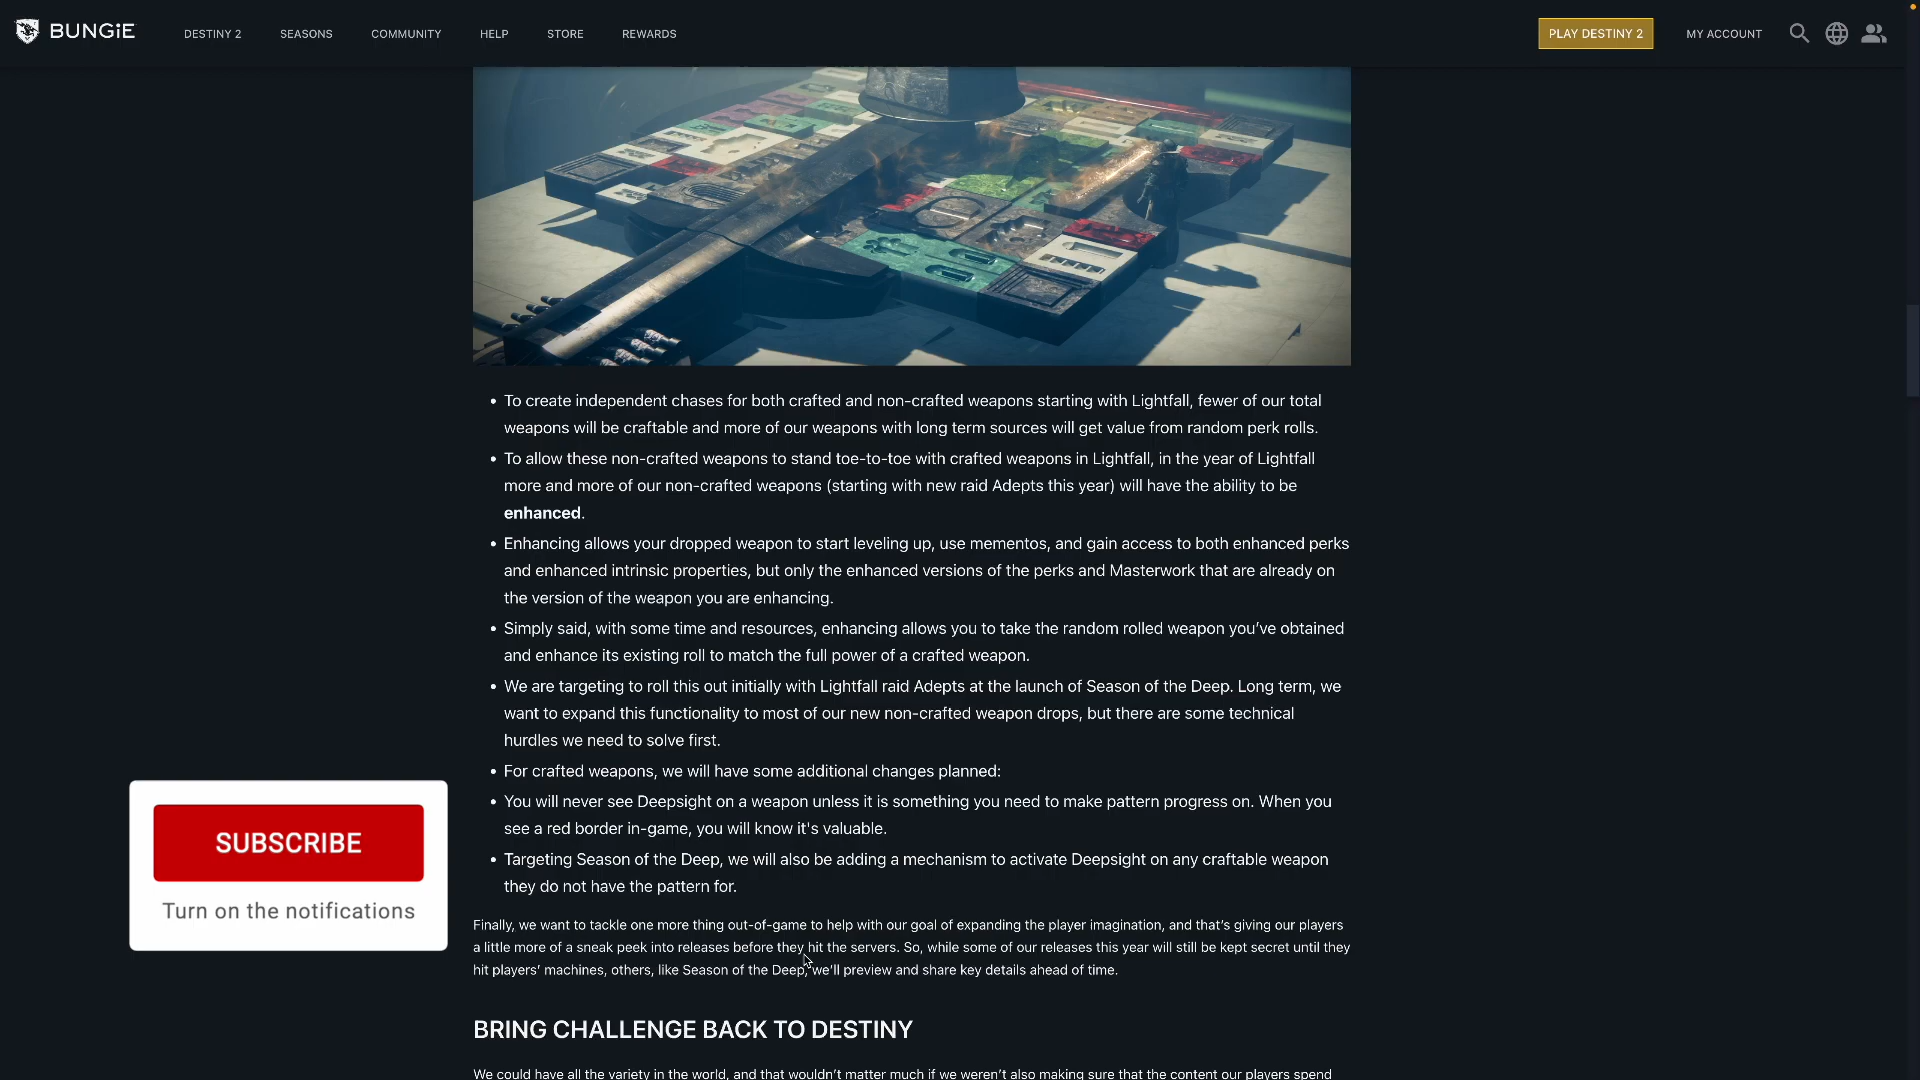 BUNGiE DESTINY 2 SEASONS COMMUNITY HELP STORE REWARDS PLAY DESTINY 2 MY ACCOUNT
• To create independent chases for both crafted and non-crafted weapons starting with Lightfall, fewer of our total
weapons will be craftable and more of our weapons with long term sources will get value from random perk rolls.
• To allow these non-crafted weapons to stand toe-to-toe with crafted weapons in Lightfall, in the year of Lightfall
more and more of our non-crafted weapons (starting with new raid Adepts this year) will have the ability to be
enhanced.
• Enhancing allows your dropped weapon to start leveling up, use mementos, and gain access to both enhanced perks
and enhanced intrinsic properties, but only the enhanced versions of the perks and Masterwork that are already on
the version of the weapon you are enhancing.
• Simply said, with some time and resources, enhancing allows you to take the random rolled weapon you’ve obtained
and enhance its existing roll to match the full power of a crafted weapon.
• We are targeting to roll this out initially with Lightfall raid Adepts at the launch of Season of the Deep. Long term, we
want to expand this functionality to most of our new non-crafted weapon drops, but there are some technical
hurdles we need to solve first.
• For crafted weapons, we will have some additional changes planned:
• You will never see Deepsight on a weapon unless it is something you need to make pattern progress on. When you
see a red border in-game, you will know it's valuable.
• Targeting Season of the Deep, we will also be adding a mechanism to activate Deepsight on any craftable weapon
they do not have the pattern for.
SUBSCRIBE
Turn on the notifications
Finally, we want to tackle one more thing out-of-game to help with our goal of expanding the player imagination, and that’s giving our players
a little more of a sneak peek into releases before they hit the servers. So, while some of our releases this year will still be kept secret until they
hit players’ machines, others, like Season of the Deep, we’ll preview and share key details ahead of time.
BRING CHALLENGE BACK TO DESTINY
We could have all the variety in the world, and that wouldn’t matter much if we weren’t also making sure that the content our players spend